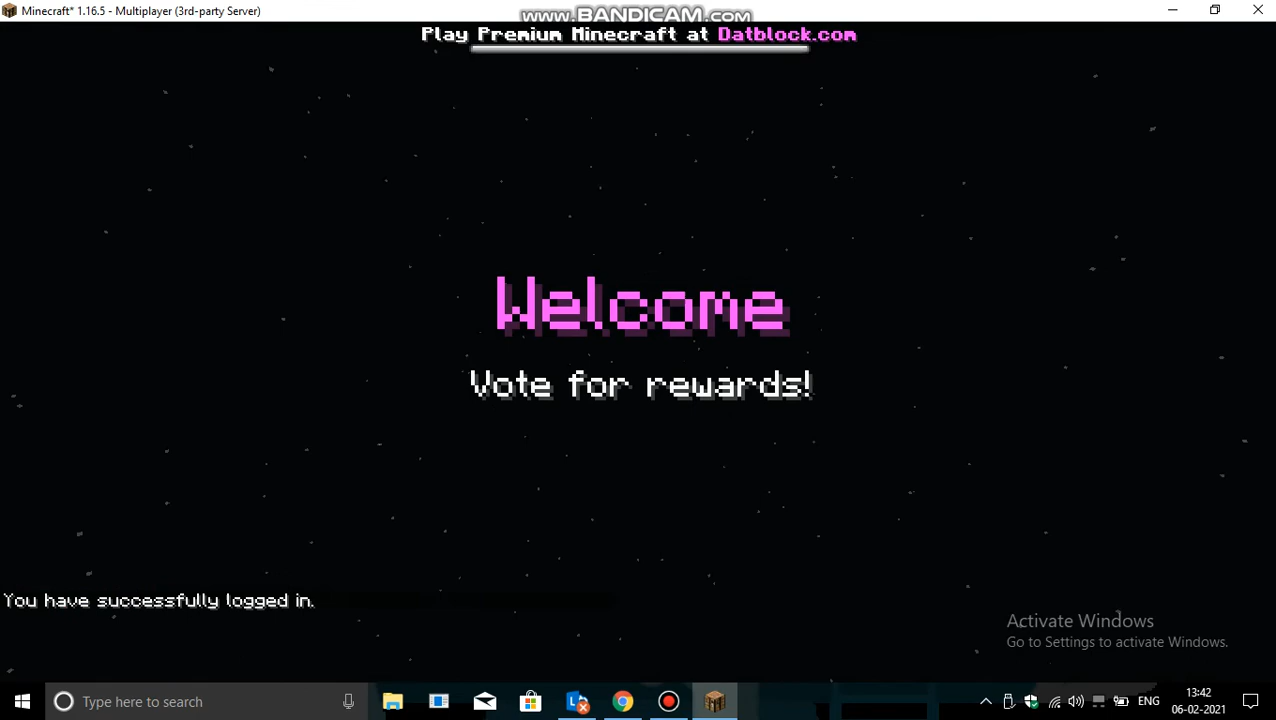 Minecraft* 1.16.5 - Multiplayer (3rd-party Server)
www.BANDICAM.com
Play Premium Minecraft at Datblock.com
Welcome
Vote for rewards!
You have successfully logged in.
Activate Windows
Go to Settings to activate Windows.
Type here to search
ENG
13:42
06-02-2021